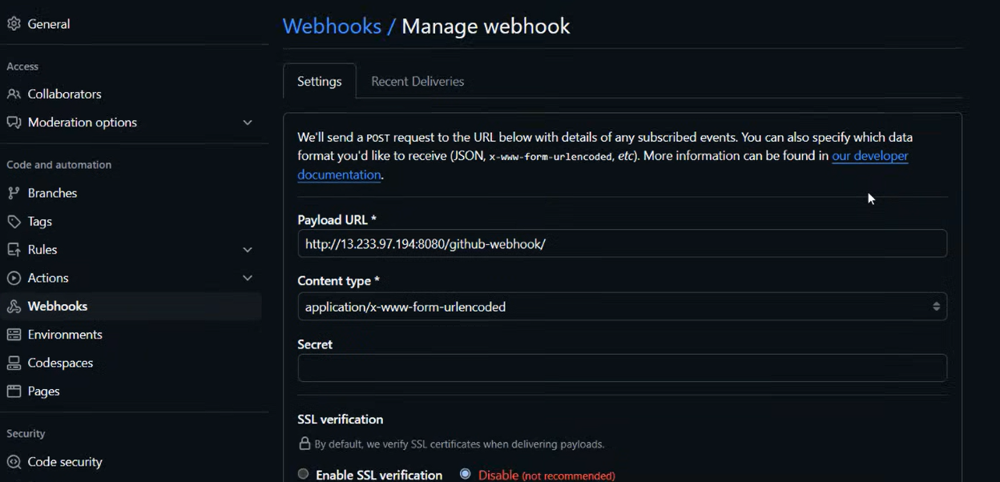 General
Access
Collaborators
Moderation options
Code and automation
Branches
Tags
Rules
Actions
Webhooks
Environments
Codespaces
Pages
Security
Code security
Webhooks / Manage webhook
Settings Recent Deliveries
We'll send a POST request to the URL below with details of any subscribed events. You can also specify which data
format you'd like to receive (JSON, x-www-form-urlencoded, etc). More information can be found in our developer
documentation.
Payload URL *
http://13.233.97.194:8080/github-webhook/
Content type *
application/x-www-form-urlencoded
Secret
SSL verification
By default, we verify SSL certificates when delivering payloads.
Enable SSL verification Disable (not recommended)